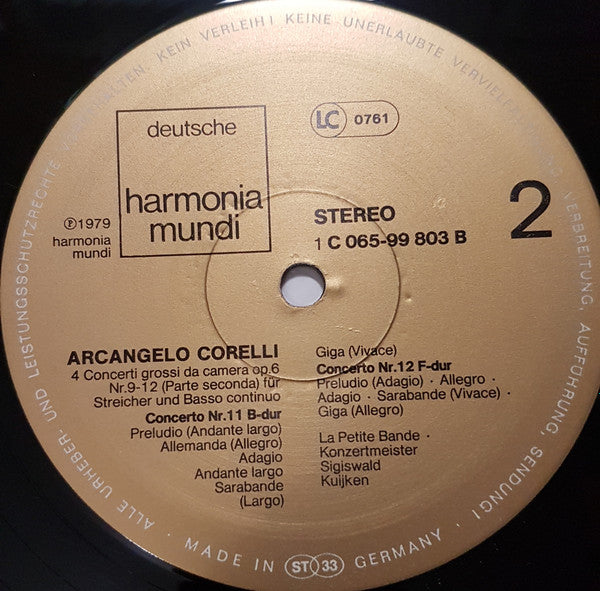 deutsche
harmonia
mundi
LC 0761
℗ 1979
harmonia
mundi
STEREO
1 C 065-99 803 B
2
ARCANGELO CORELLI
4 Concerti grossi da camera op.6
Nr.9-12 (Parte seconda) für
Streicher und Basso continuo
Concerto Nr.11 B-dur
Preludio (Andante largo)
Allemanda (Allegro)
Adagio
Andante largo
Sarabande
(Largo)
Giga (Vivace)
Concerto Nr.12 F-dur
Preludio (Adagio) · Allegro ·
Adagio · Sarabande (Vivace) ·
Giga (Allegro)
La Petite Bande ·
Konzertmeister
Sigiswald
Kuijken
ALLE URHEBER- UND LEISTUNGSSCHUTZRECHTE KEIN VERLEIH! KEINE UNERLAUBTE VERBREITUNG, AUFFÜHRUNG, SENDUNG!
· MADE IN ST 33 GERMANY ·